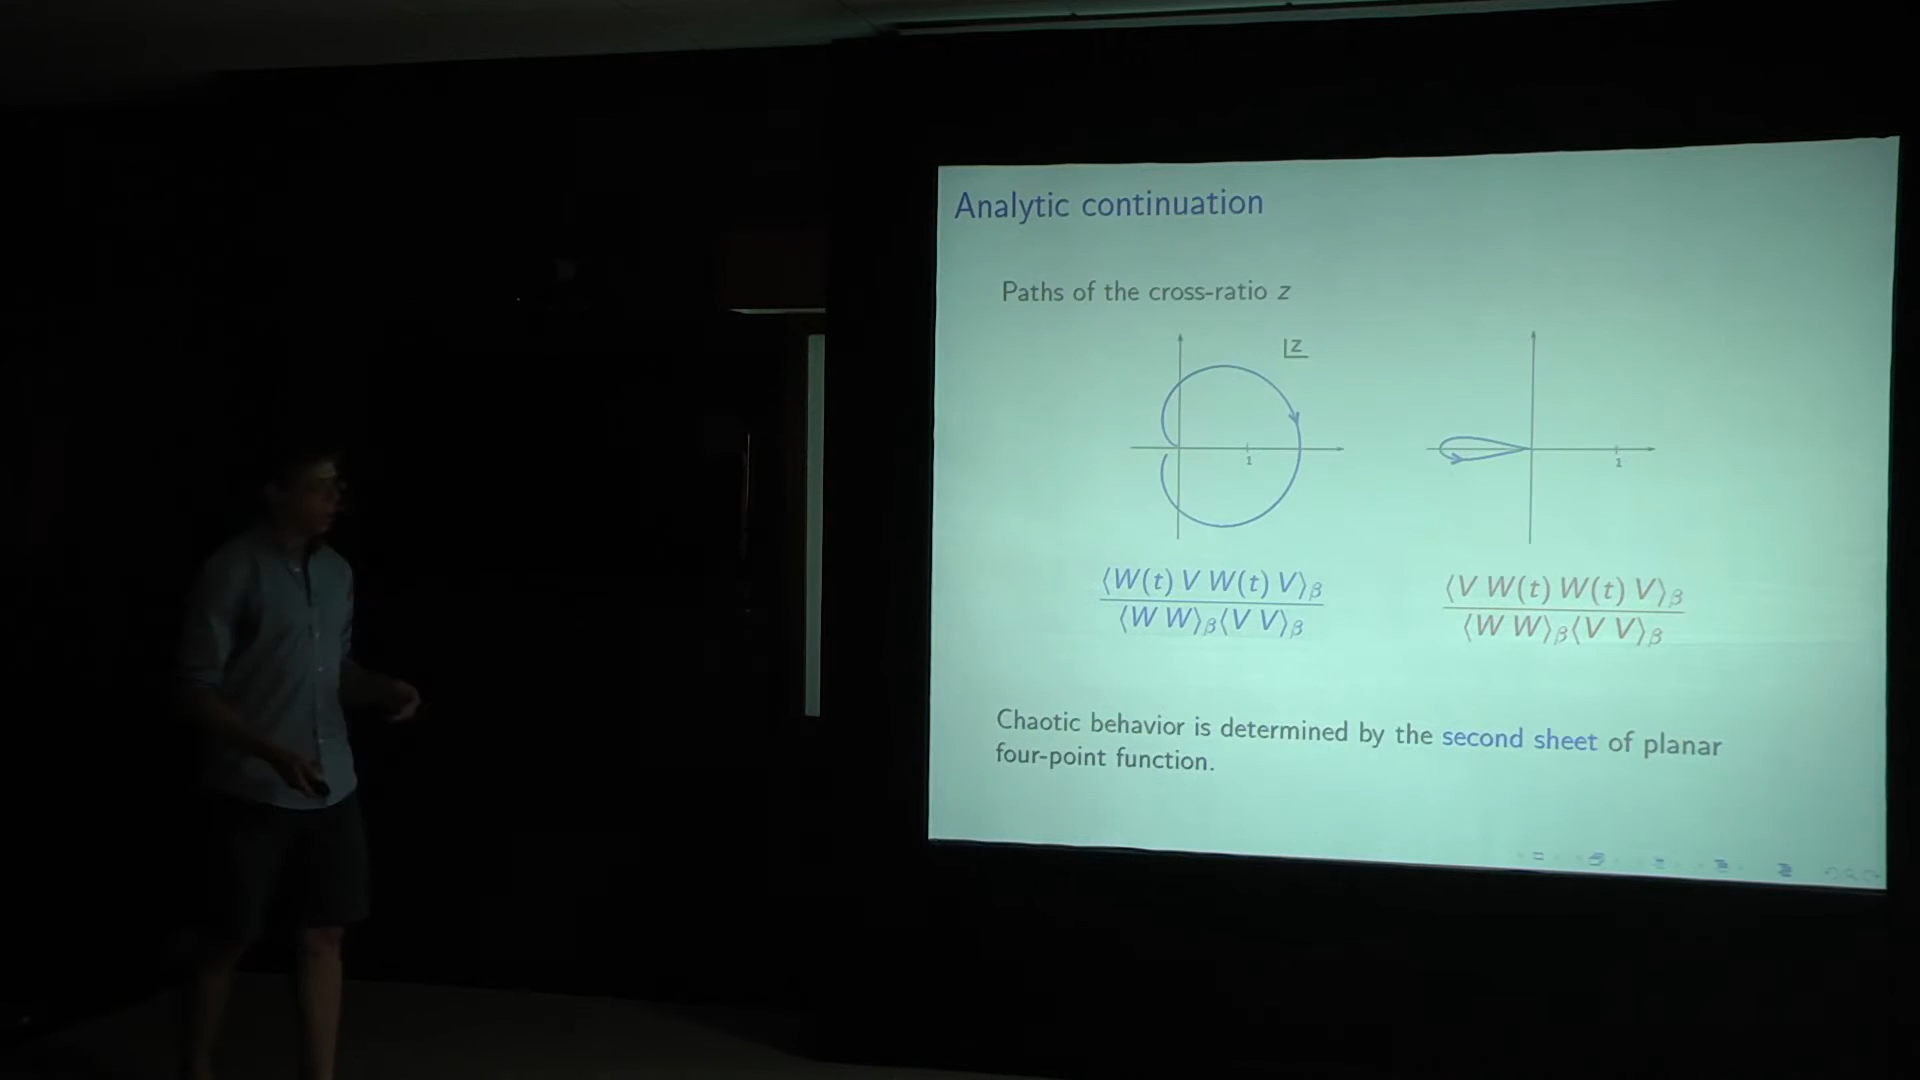 Analytic continuation
Paths of the cross-ratio z
z
1
1
⟨W(t) V W(t) V⟩β
⟨W W⟩β⟨V V⟩β
⟨V W(t) W(t) V⟩β
⟨W W⟩β⟨V V⟩β
Chaotic behavior is determined by the second sheet of planar
four-point function.